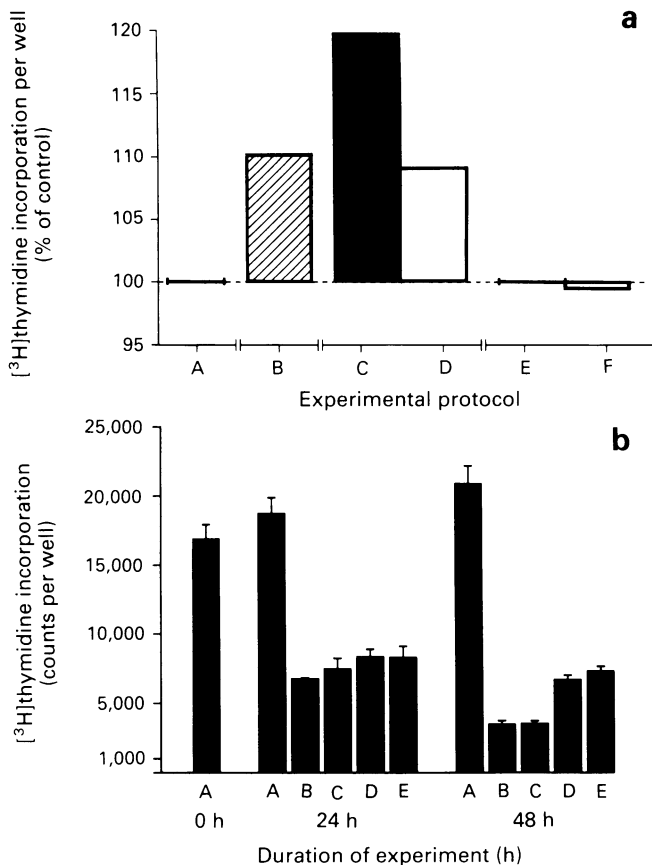 a
[³H]thymidine incorporation per well
(% of control)
120
115
110
105
100
95
A B C D E F
Experimental protocol
b
[³H]thymidine incorporation
(counts per well)
25,000
20,000
15,000
10,000
5,000
1,000
A A B C D E A B C D E
0 h 24 h 48 h
Duration of experiment (h)